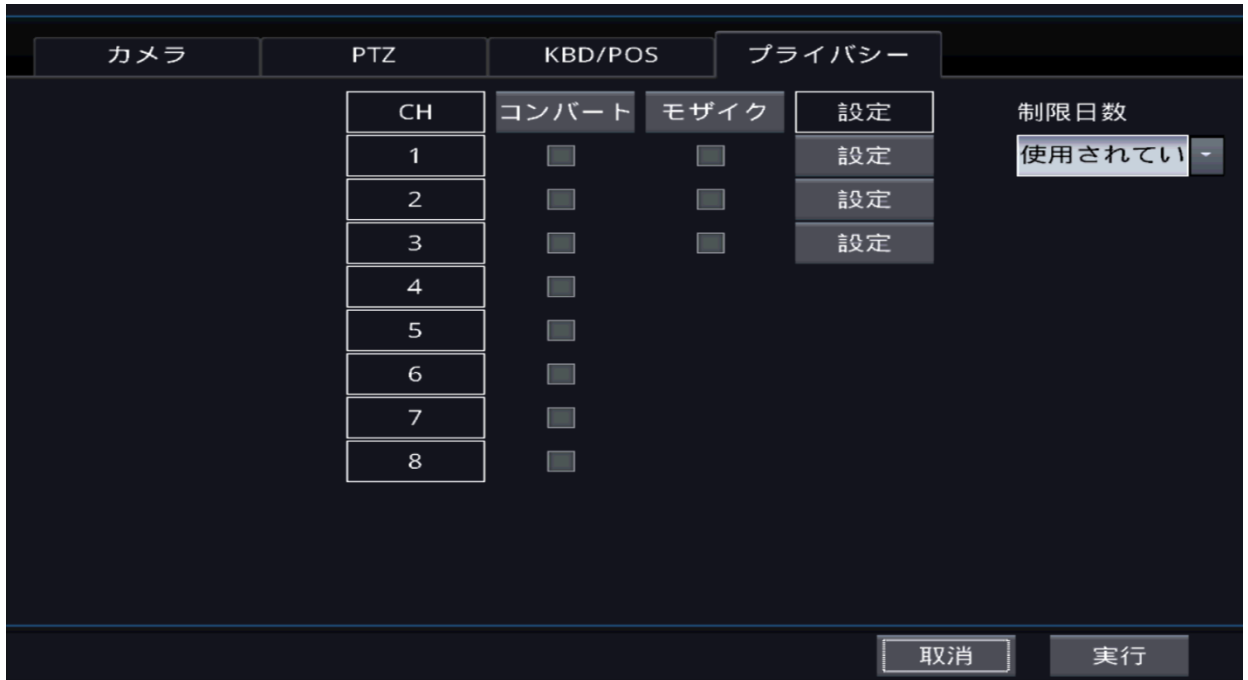 カメラ PTZ KBD/POS プライバシー
CH コンバート モザイク 設定 制限日数
1 設定 使用されてい
2 設定
3 設定
4
5
6
7
8
取消 実行